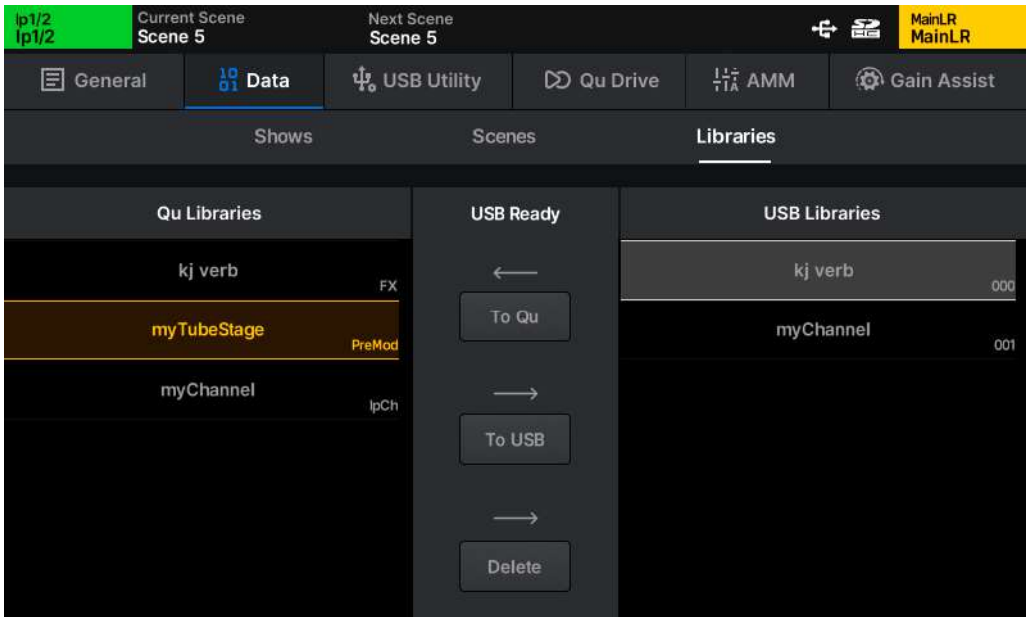 Ip1/2
Ip1/2
Current Scene
Scene 5
Next Scene
Scene 5
MainLR
MainLR
General
Data
USB Utility
Qu Drive
AMM
Gain Assist
Shows
Scenes
Libraries
Qu Libraries
USB Ready
USB Libraries
kj verb
FX
myTubeStage
PreMod
myChannel
IpCh
To Qu
To USB
Delete
kj verb
000
myChannel
001